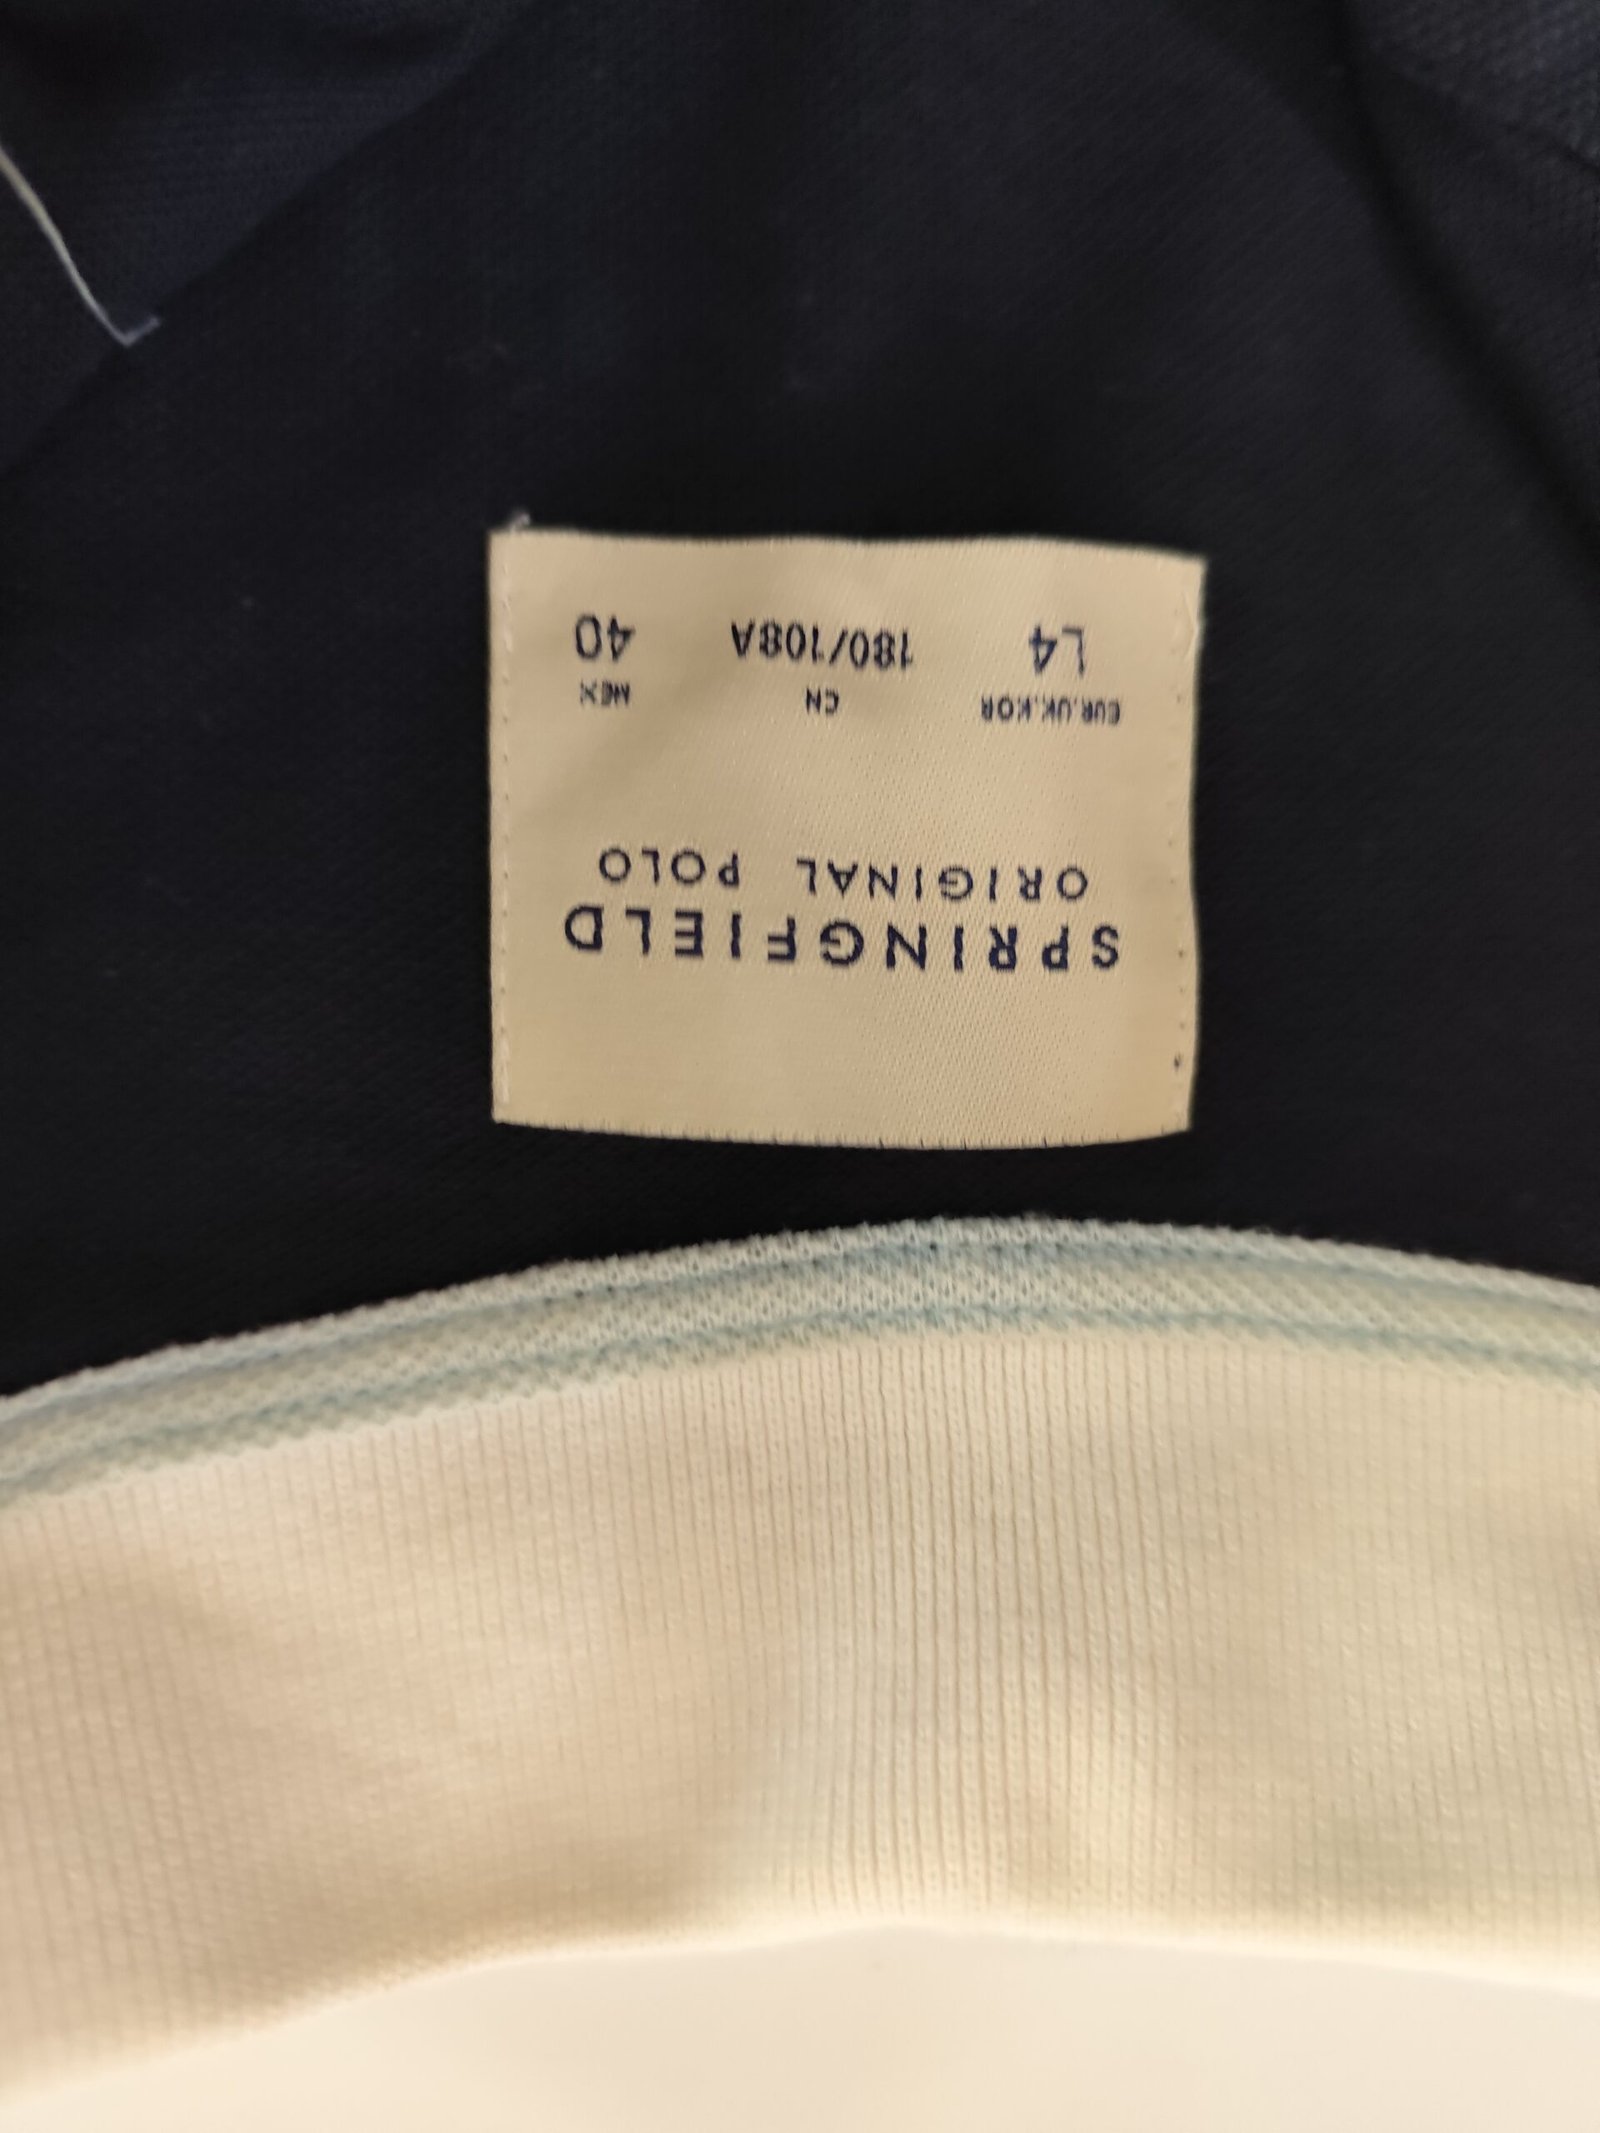 SPRINGFIELD
ORIGINAL POLO
EUR.UK.KOR CN MEX
L4 180/108A 40